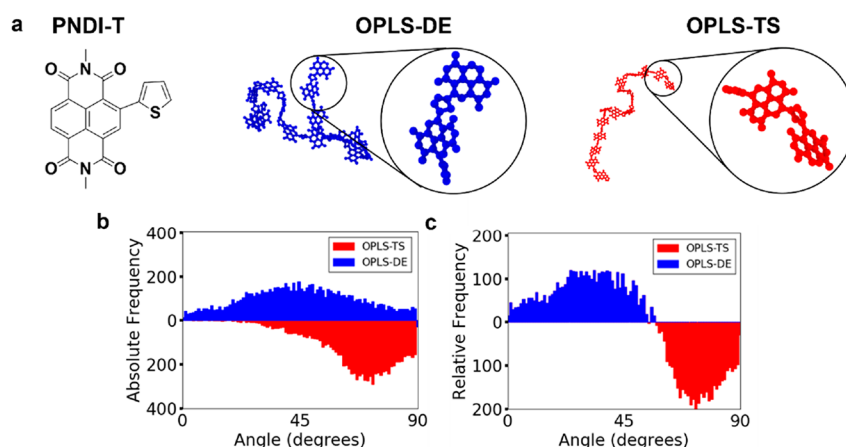 a PNDI-T OPLS-DE OPLS-TS
O N O
S
O N O
b
Absolute Frequency
400
200
0
200
400
OPLS-TS
OPLS-DE
0 45 90
Angle (degrees)
c
Relative Frequency
200
100
0
100
200
OPLS-TS
OPLS-DE
0 45 90
Angle (degrees)